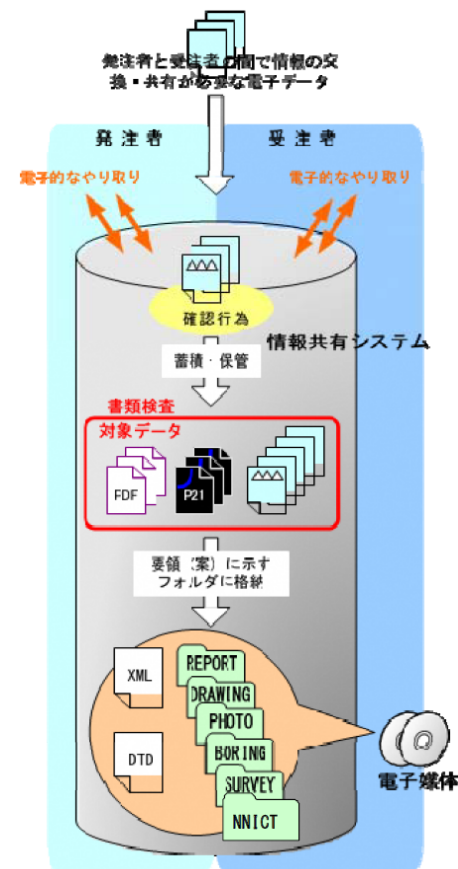 発注者と受注者の間で情報の交
換・共有が必要な電子データ
発注者
受注者
電子的なやり取り
電子的なやり取り
確認行為
情報共有システム
蓄積・保管
書類検査
対象データ
FDF
P21
要領（案）に示す
フォルダに格納
XML
DTD
REPORT
DRAWING
PHOTO
BORING
SURVEY
NNICT
電子媒体